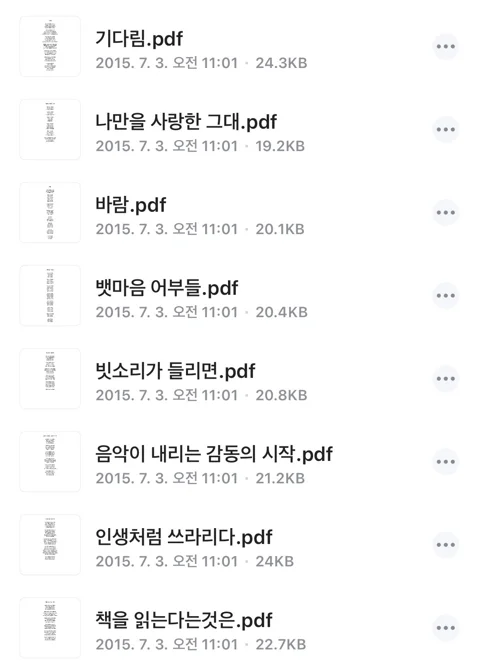 기다림.pdf
2015. 7. 3. 오전 11:01 · 24.3KB
나만을 사랑한 그대.pdf
2015. 7. 3. 오전 11:01 · 19.2KB
바람.pdf
2015. 7. 3. 오전 11:01 · 20.1KB
뱃마음 어부들.pdf
2015. 7. 3. 오전 11:01 · 20.4KB
빗소리가 들리면.pdf
2015. 7. 3. 오전 11:01 · 20.8KB
음악이 내리는 감동의 시작.pdf
2015. 7. 3. 오전 11:01 · 21.2KB
인생처럼 쓰라리다.pdf
2015. 7. 3. 오전 11:01 · 24KB
책을 읽는다는것은.pdf
2015. 7. 3. 오전 11:01 · 22.7KB